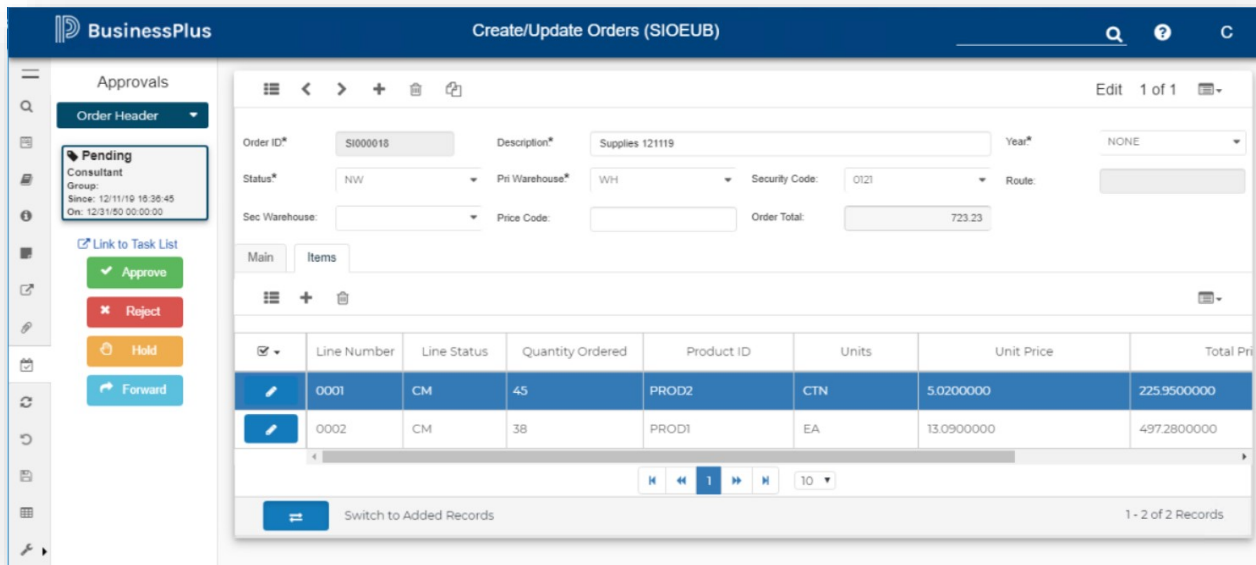 BusinessPlus
Create/Update Orders (SIOEUB)
C
Approvals
Order Header
Pending
Consultant
Group:
Since: 12/11/19 16:36:45
On: 12/31/50 00:00:00
Link to Task List
Approve
Reject
Hold
Forward
Edit 1 of 1
Order ID:* SI000018 Description:* Supplies 121119 Year:* NONE
Status:* NW Pri Warehouse:* WH Security Code: 0121 Route:
Sec Warehouse: Price Code: Order Total: 723.23
Main Items
Line Number Line Status Quantity Ordered Product ID Units Unit Price Total Pri
0001 CM 45 PROD2 CTN 5.0200000 225.9500000
0002 CM 38 PROD1 EA 13.0900000 497.2800000
1 10
Switch to Added Records 1 - 2 of 2 Records